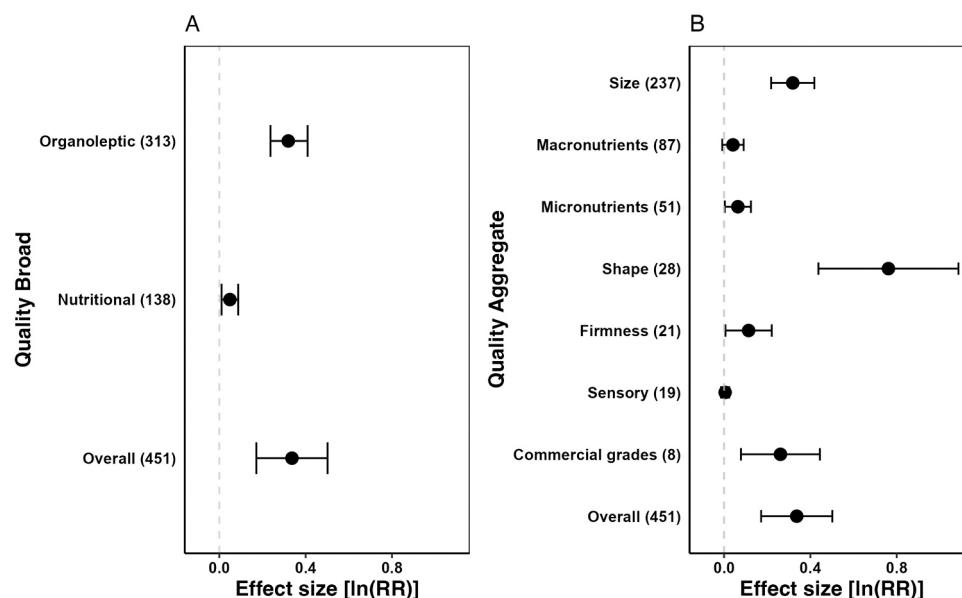 A
Quality Broad
Organoleptic (313)
Nutritional (138)
Overall (451)
0.0 0.4 0.8
Effect size [ln(RR)]
B
Quality Aggregate
Size (237)
Macronutrients (87)
Micronutrients (51)
Shape (28)
Firmness (21)
Sensory (19)
Commercial grades (8)
Overall (451)
0.0 0.4 0.8
Effect size [ln(RR)]